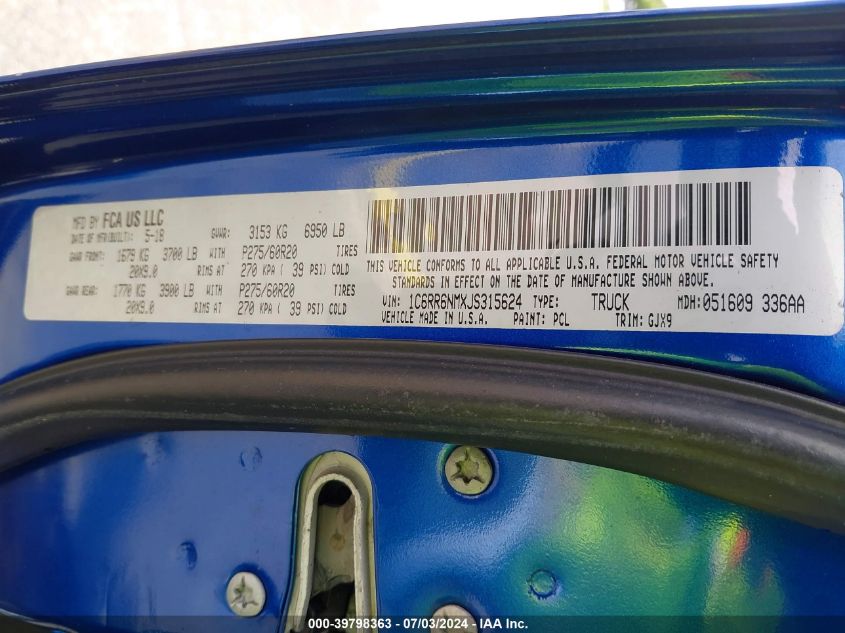 MFD BY FCA US LLC
DATE OF MFR(BUILT): 5-18 GVWR: 3153 KG 6950 LB
GAWR FRONT: 1679 KG 3700 LB WITH P275/60R20 TIRES
20X9.0 RIMS AT 270 KPA ( 39 PSI) COLD
GAWR REAR: 1770 KG 3900 LB WITH P275/60R20 TIRES
20X9.0 RIMS AT 270 KPA ( 39 PSI) COLD
THIS VEHICLE CONFORMS TO ALL APPLICABLE U.S.A. FEDERAL MOTOR VEHICLE SAFETY
STANDARDS IN EFFECT ON THE DATE OF MANUFACTURE SHOWN ABOVE.
VIN: 1C6RR6NMXJS315624 TYPE: TRUCK MDH: 051609 336AA
VEHICLE MADE IN U.S.A. PAINT: PCL TRIM: GJX9
000-39798363 - 07/03/2024 - IAA Inc.